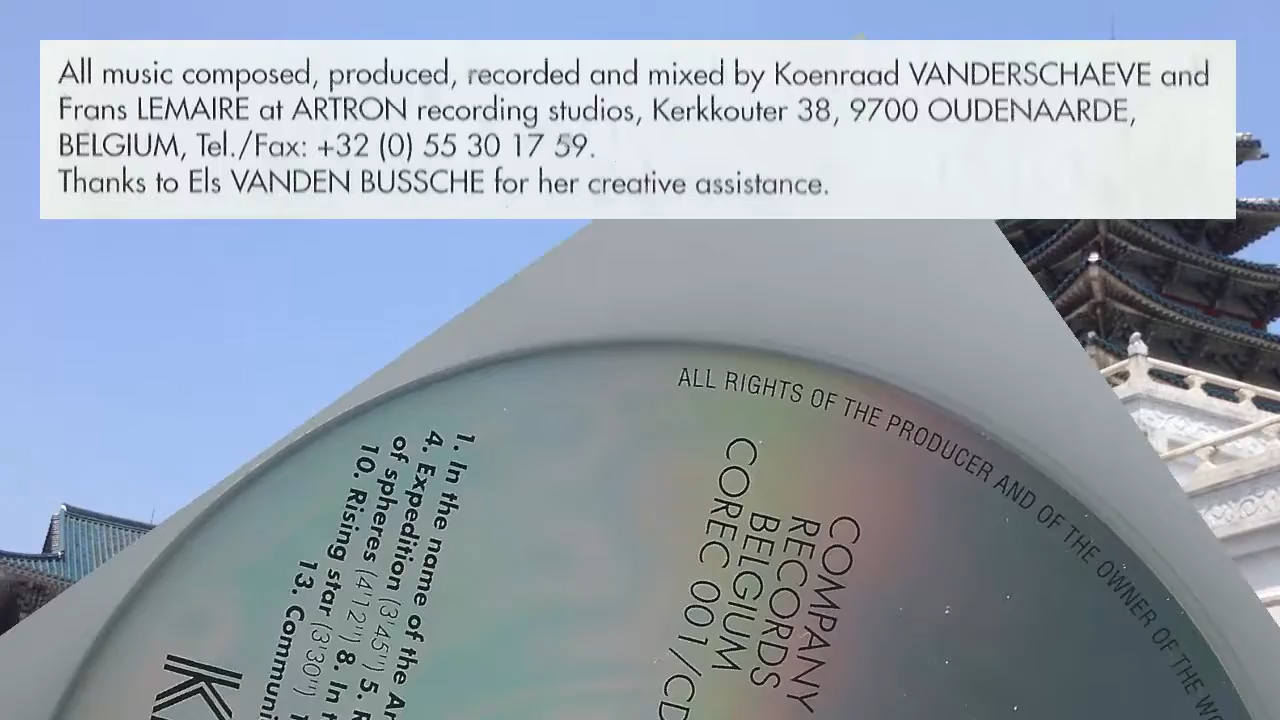 All music composed, produced, recorded and mixed by Koenraad VANDERSCHAEVE and
Frans LEMAIRE at ARTRON recording studios, Kerkkouter 38, 9700 OUDENAARDE,
BELGIUM, Tel./Fax: +32 (0) 55 30 17 59.
Thanks to Els VANDEN BUSSCHE for her creative assistance.
ALL RIGHTS OF THE PRODUCER AND OF THE OWNER OF THE
COMPANY
RECORDS
BELGIUM
COREC 001/CD
1. In the name of the
4. Expedition (3'45") 5.
of spheres (4'12") 8. In
10. Rising star (3'30")
13.